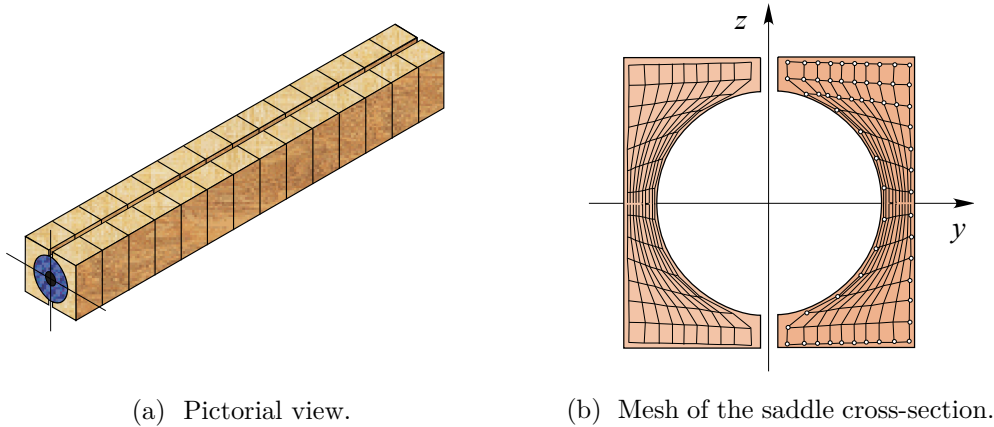 z
y
(a) Pictorial view.
(b) Mesh of the saddle cross-section.